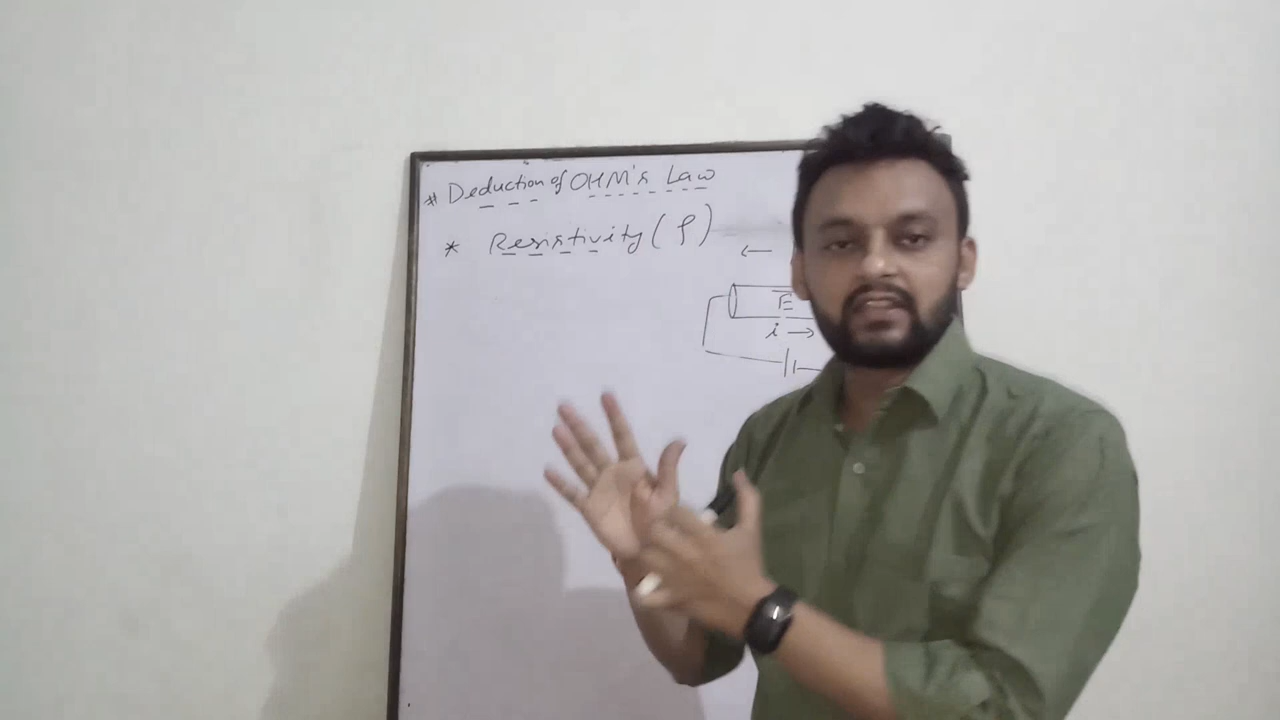 * Deduction of OHM's Law
* Resistivity (ρ)
←
E
i →